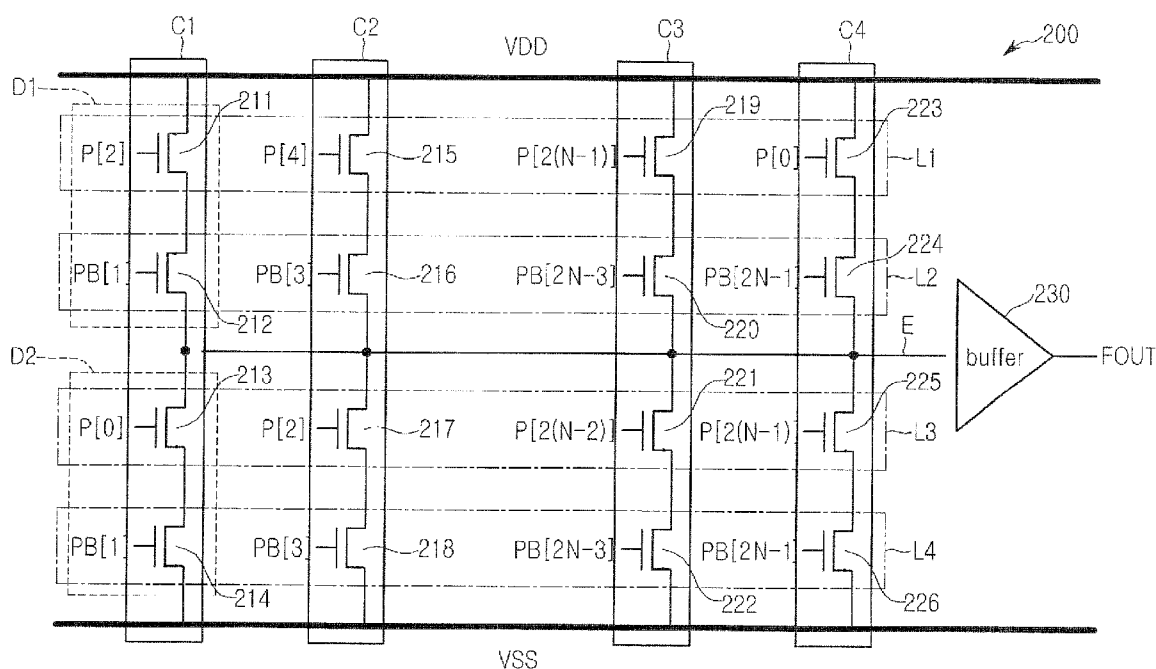 C1 C2 C3 C4
VDD 200
D1
211 219 223
P[2] P[4] 215 P[2(N-1)] P[0] L1
224
PB[1] PB[3] 216 PB[2N-3] PB[2N-1] L2
212 220 230
E
D2 buffer FOUT
213 221 225
P[0] P[2] 217 P[2(N-2)] P[2(N-1) L3
PB[1] PB[3] 218 PB[2N-3] PB[2N-1] L4
214 222 226
VSS